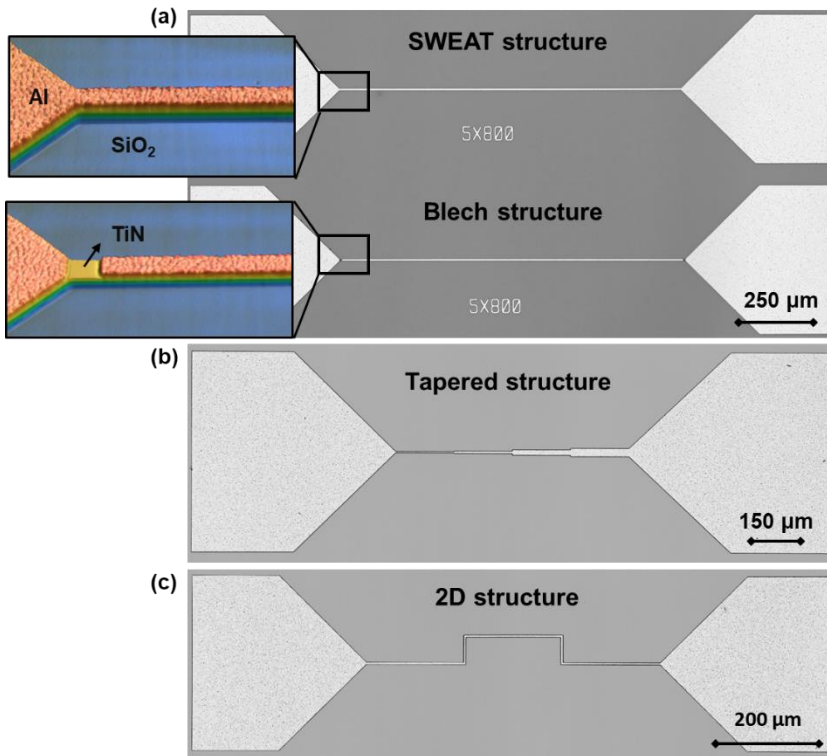 (a)
SWEAT structure
Al
SiO₂
5X800
Blech structure
TiN
5X800
250 µm
(b)
Tapered structure
150 µm
(c)
2D structure
200 µm